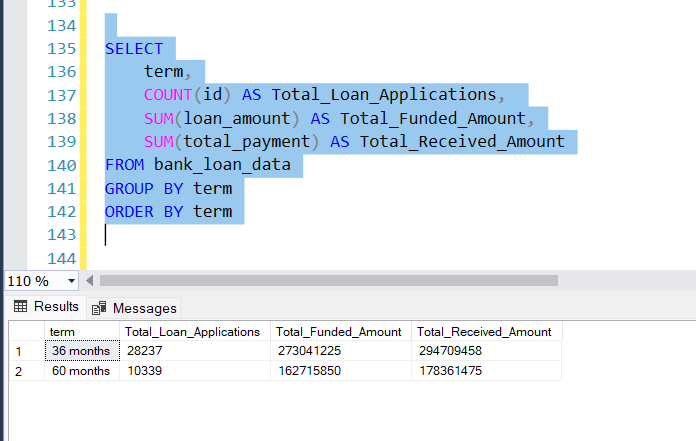 133
134
135 SELECT
136 term,
137 COUNT(id) AS Total_Loan_Applications,
138 SUM(loan_amount) AS Total_Funded_Amount,
139 SUM(total_payment) AS Total_Received_Amount
140 FROM bank_loan_data
141 GROUP BY term
142 ORDER BY term
143
144
110 %
Results Messages
term Total_Loan_Applications Total_Funded_Amount Total_Received_Amount
1 36 months 28237 273041225 294709458
2 60 months 10339 162715850 178361475